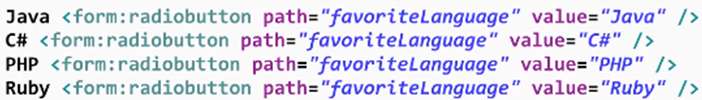 Java <form:radiobutton path="favoriteLanguage" value="Java" />
C# <form:radiobutton path="favoriteLanguage" value="C#" />
PHP <form:radiobutton path="favoriteLanguage" value="PHP" />
Ruby <form:radiobutton path="favoriteLanguage" value="Ruby" />